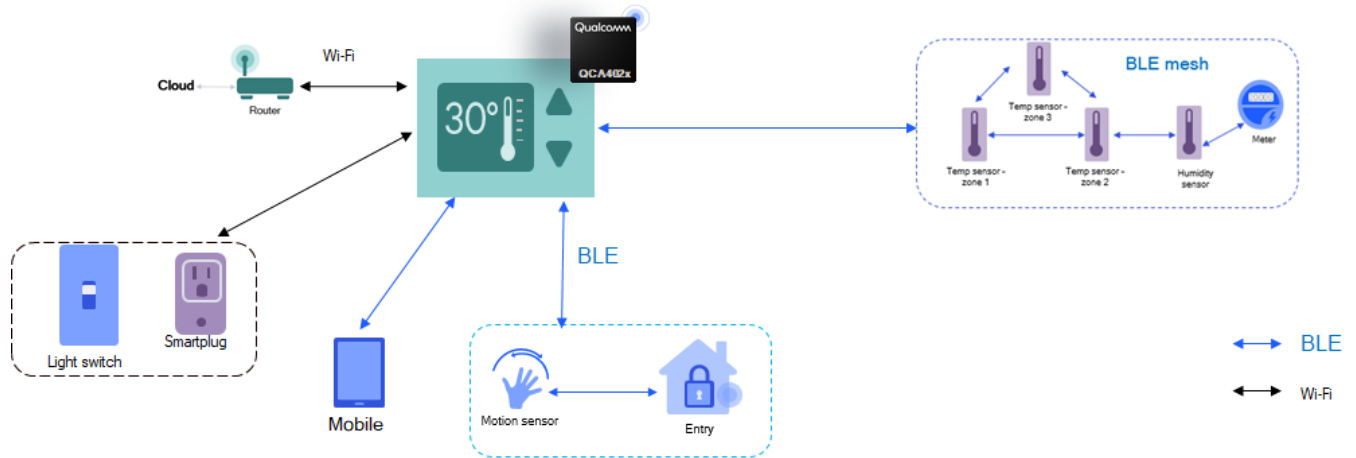 Qualcomm
QCA402x
Wi-Fi
Cloud
Router
30°
BLE mesh
Temp sensor -
zone 3
Temp sensor -
zone 1
Temp sensor -
zone 2
Humidity
sensor
Meter
BLE
Light switch
Smartplug
Mobile
Motion sensor
Entry
BLE
Wi-Fi